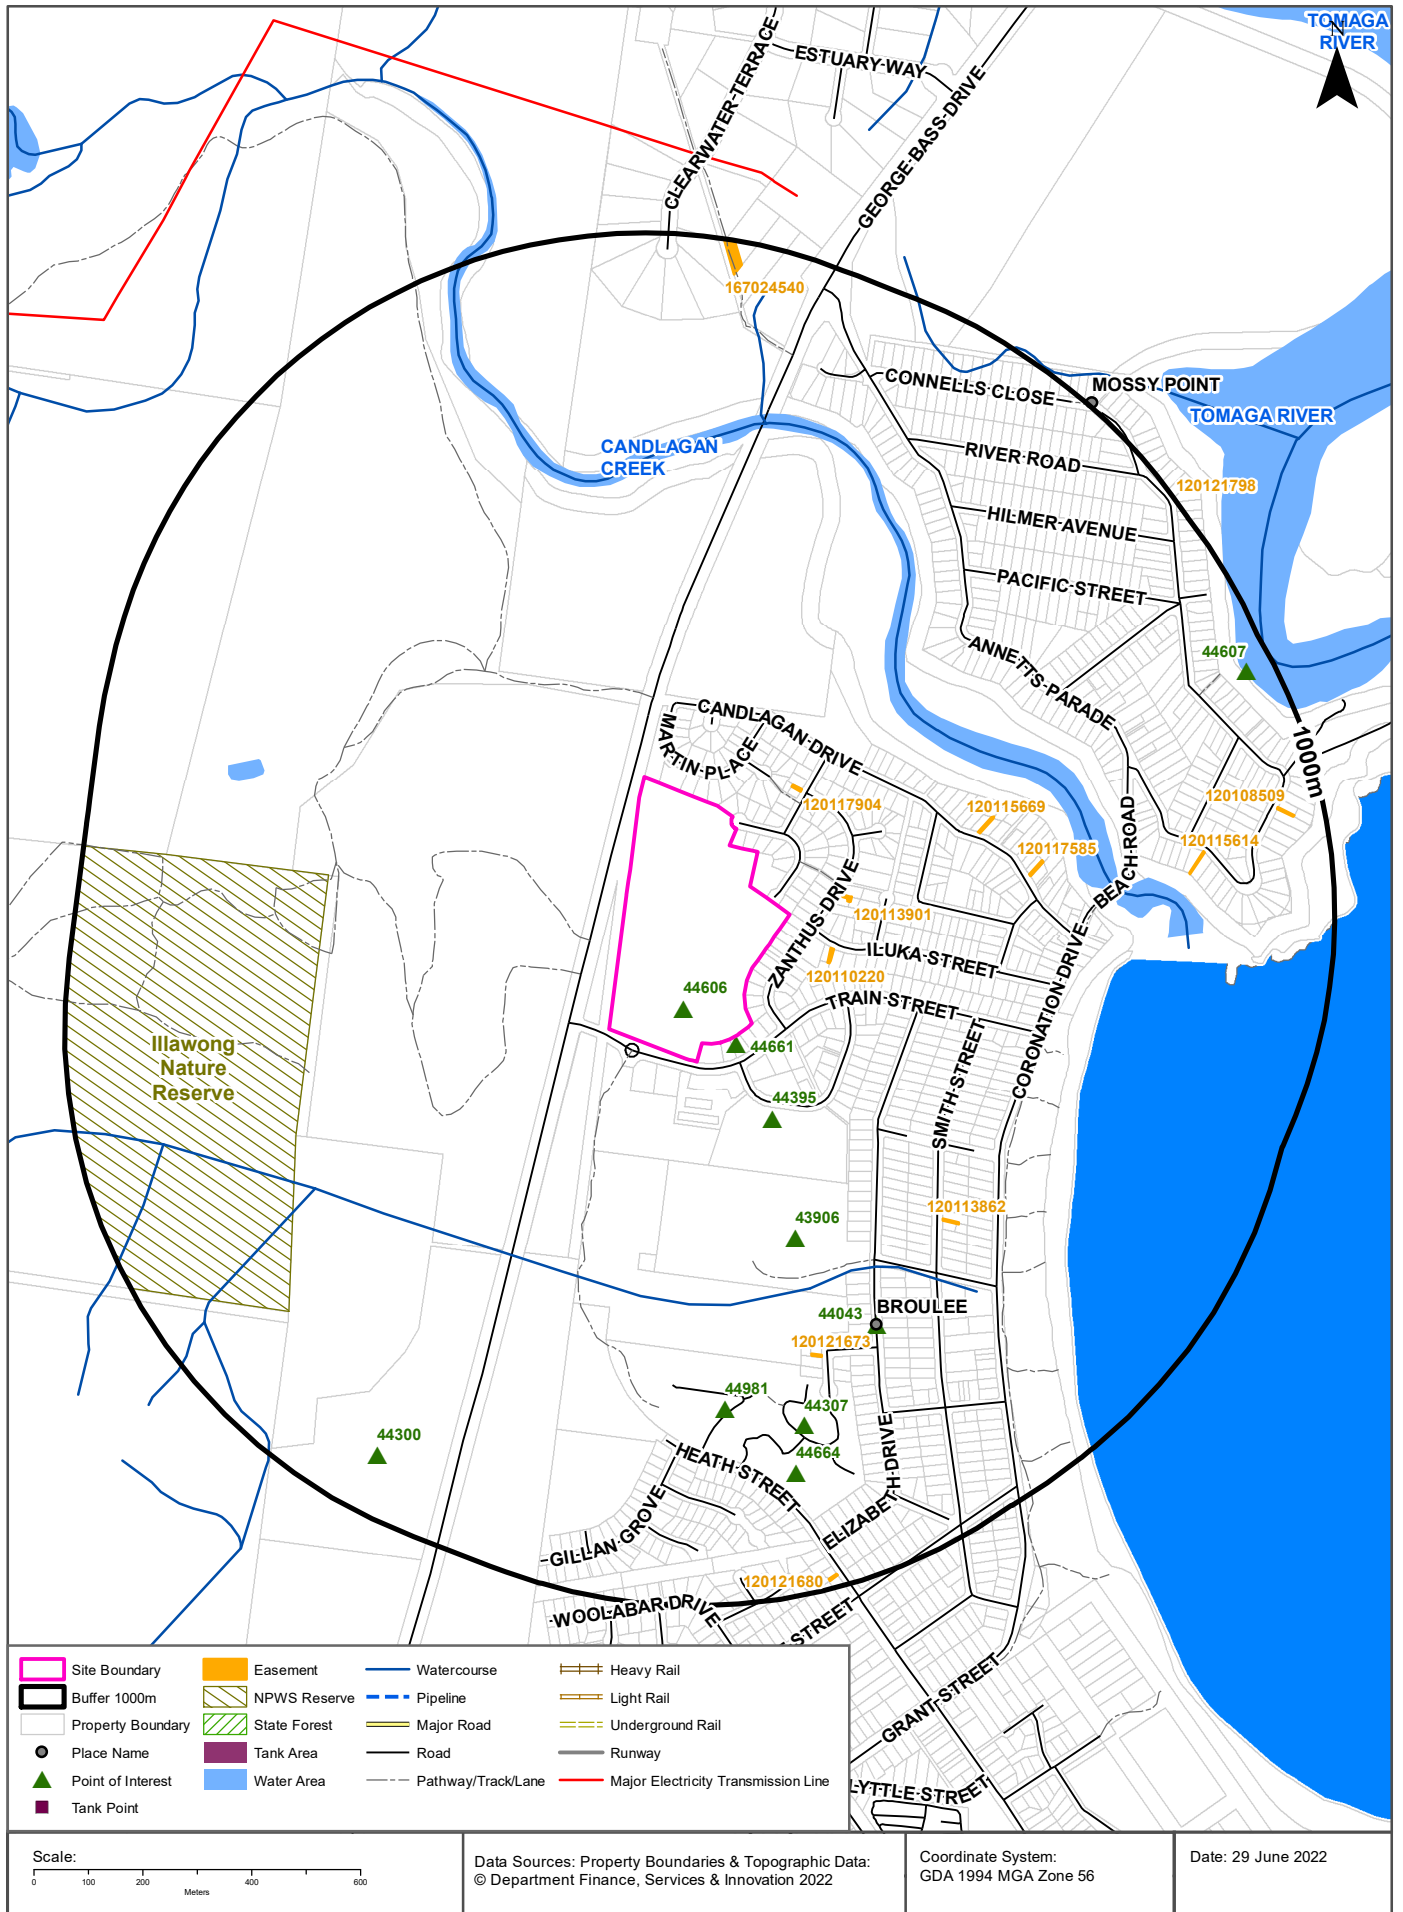 TOMAGA
RIVER
N
ESTUARY WAY
CLEARWATER TERRACE
GEORGE BASS DRIVE
167024540
CONNELLS CLOSE
MOSSY POINT
TOMAGA RIVER
CANDLAGAN
CREEK
RIVER ROAD
120121798
HILMER AVENUE
PACIFIC STREET
44607
ANNETTS PARADE
CANDLAGAN DRIVE
MARTIN PLACE
1000m
120117904
120115669
120108509
120117585
120115614
BEACH ROAD
ZANTHUS DRIVE
120113901
ILUKA STREET
120110220
44606
TRAIN STREET
CORONATION DRIVE
SMITH STREET
44661
Illawong
Nature
Reserve
44395
43906
120113862
44043
BROULEE
120121673
44981
44307
44300
44664
HEATH STREET
ELIZABETH DRIVE
GILLAN GROVE
120121680
WOOLABAR DRIVE
STREET
GRANT STREET
LYTTLE STREET
Site Boundary
Easement
Watercourse
Heavy Rail
Buffer 1000m
NPWS Reserve
Pipeline
Light Rail
Property Boundary
State Forest
Major Road
Underground Rail
Place Name
Tank Area
Road
Runway
Point of Interest
Water Area
Pathway/Track/Lane
Major Electricity Transmission Line
Tank Point
Scale:
0 100 200 400 600
Meters
Data Sources: Property Boundaries & Topographic Data:
© Department Finance, Services & Innovation 2022
Coordinate System:
GDA 1994 MGA Zone 56
Date: 29 June 2022